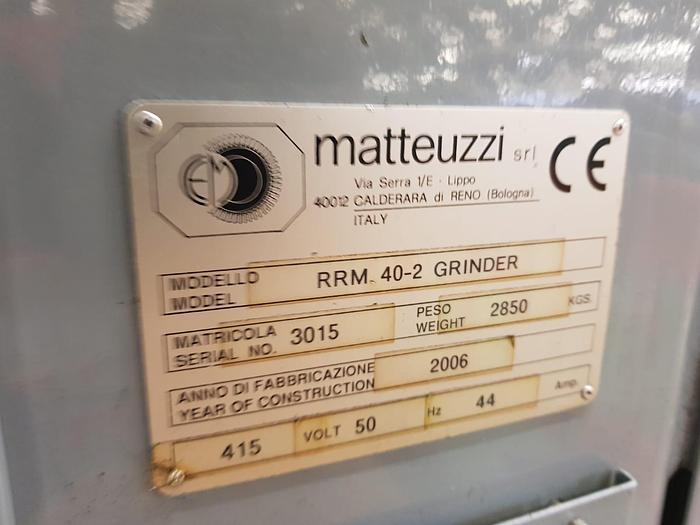 matteuzzi srl CE
Via Serra 1/E - Lippo
40012 CALDERARA di RENO (Bologna)
ITALY
MODELLO
MODEL
RRM 40-2 GRINDER
MATRICOLA
SERIAL NO. 3015
PESO
WEIGHT
2850 KGS.
ANNO DI FABBRICAZIONE
YEAR OF CONSTRUCTION
2006
415 VOLT 50 Hz 44 Amp.